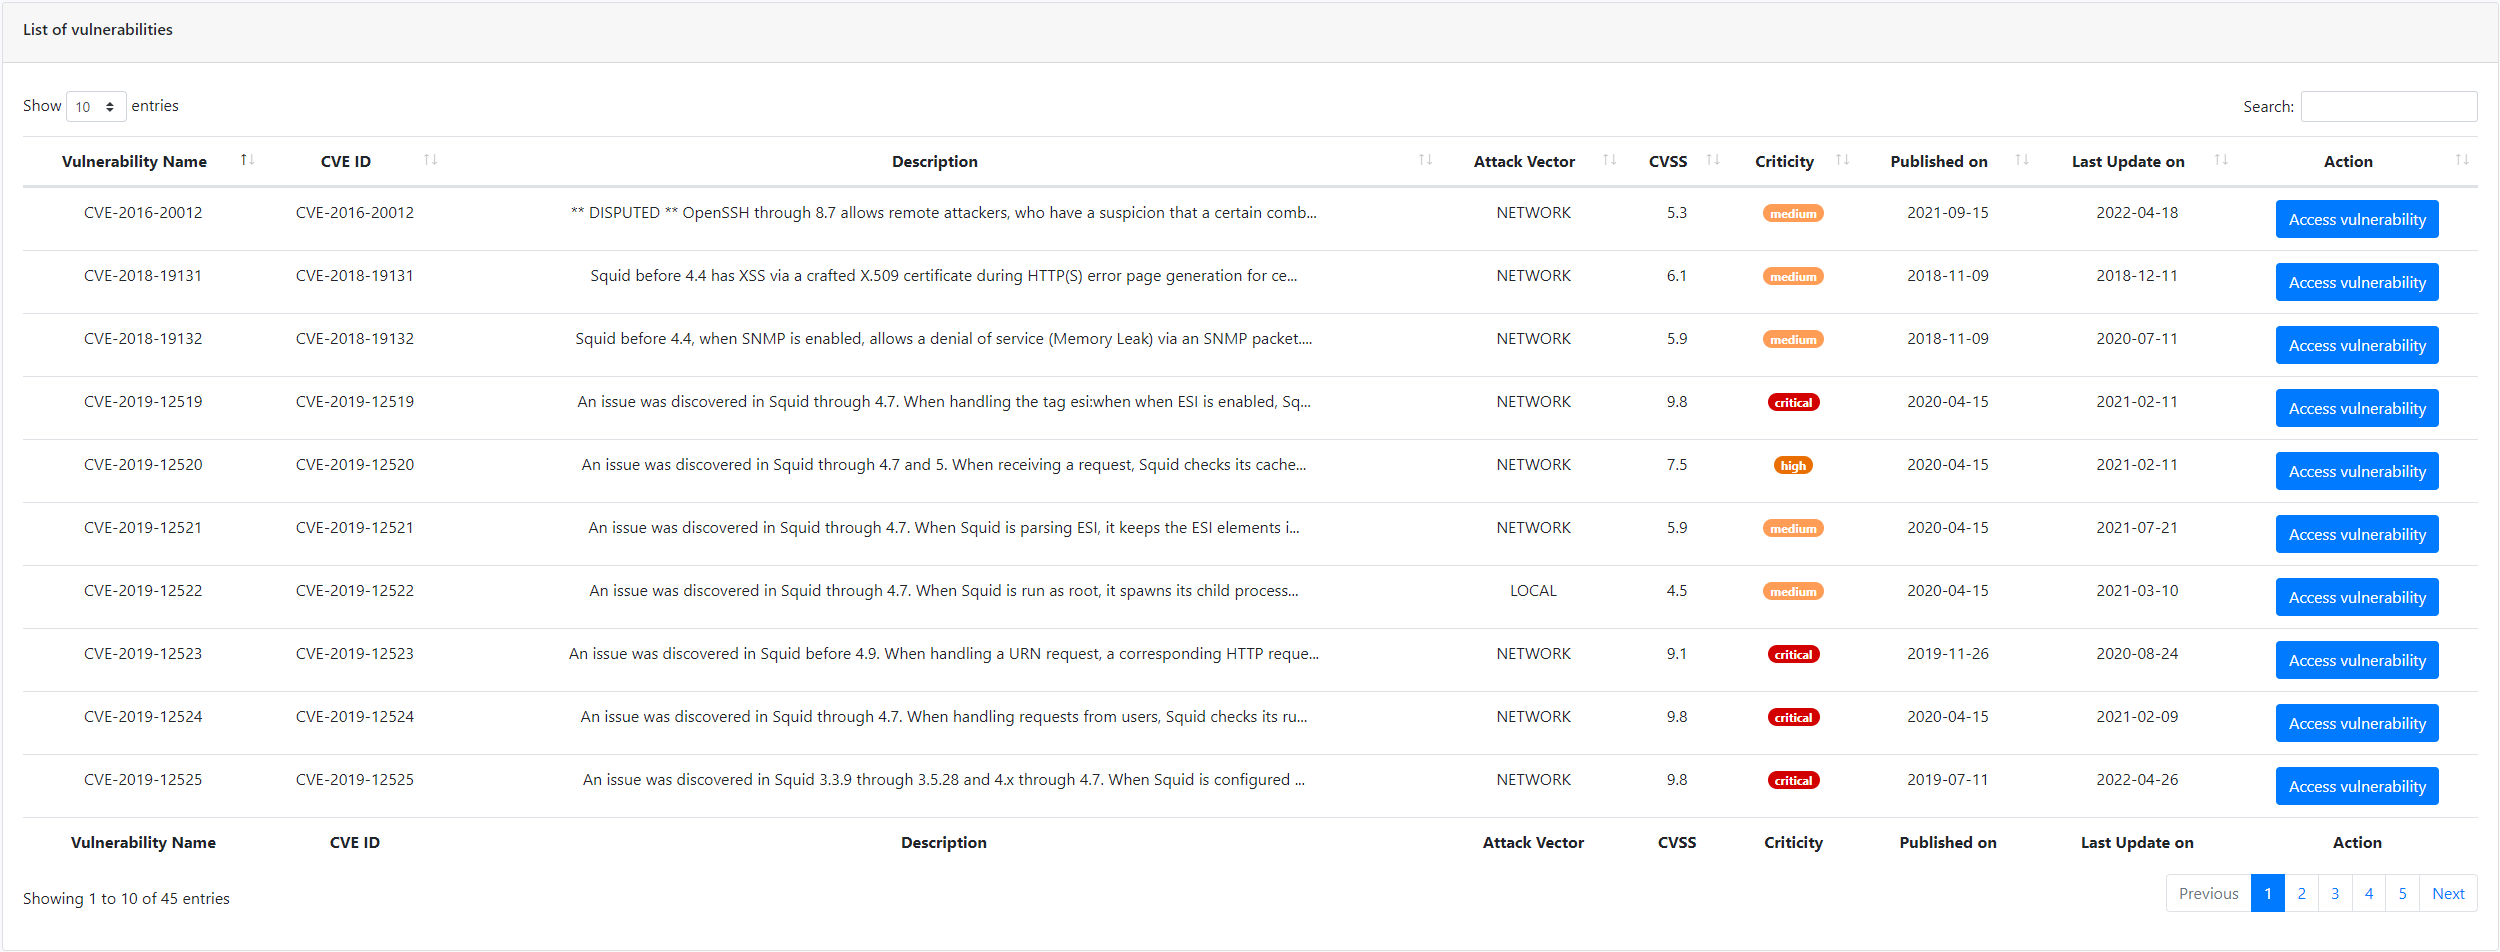 List of vulnerabilities
Show 10 entries Search:
Vulnerability Name CVE ID Description Attack Vector CVSS Criticity Published on Last Update on Action
CVE-2016-20012 CVE-2016-20012 ** DISPUTED ** OpenSSH through 8.7 allows remote attackers, who have a suspicion that a certain comb... NETWORK 5.3 medium 2021-09-15 2022-04-18 Access vulnerability
CVE-2018-19131 CVE-2018-19131 Squid before 4.4 has XSS via a crafted X.509 certificate during HTTP(S) error page generation for ce... NETWORK 6.1 medium 2018-11-09 2018-12-11 Access vulnerability
CVE-2018-19132 CVE-2018-19132 Squid before 4.4, when SNMP is enabled, allows a denial of service (Memory Leak) via an SNMP packet.... NETWORK 5.9 medium 2018-11-09 2020-07-11 Access vulnerability
CVE-2019-12519 CVE-2019-12519 An issue was discovered in Squid through 4.7. When handling the tag esi:when when ESI is enabled, Sq... NETWORK 9.8 critical 2020-04-15 2021-02-11 Access vulnerability
CVE-2019-12520 CVE-2019-12520 An issue was discovered in Squid through 4.7 and 5. When receiving a request, Squid checks its cache... NETWORK 7.5 high 2020-04-15 2021-02-11 Access vulnerability
CVE-2019-12521 CVE-2019-12521 An issue was discovered in Squid through 4.7. When Squid is parsing ESI, it keeps the ESI elements i... NETWORK 5.9 medium 2020-04-15 2021-07-21 Access vulnerability
CVE-2019-12522 CVE-2019-12522 An issue was discovered in Squid through 4.7. When Squid is run as root, it spawns its child process... LOCAL 4.5 medium 2020-04-15 2021-03-10 Access vulnerability
CVE-2019-12523 CVE-2019-12523 An issue was discovered in Squid before 4.9. When handling a URN request, a corresponding HTTP reque... NETWORK 9.1 critical 2019-11-26 2020-08-24 Access vulnerability
CVE-2019-12524 CVE-2019-12524 An issue was discovered in Squid through 4.7. When handling requests from users, Squid checks its ru... NETWORK 9.8 critical 2020-04-15 2021-02-09 Access vulnerability
CVE-2019-12525 CVE-2019-12525 An issue was discovered in Squid 3.3.9 through 3.5.28 and 4.x through 4.7. When Squid is configured ... NETWORK 9.8 critical 2019-07-11 2022-04-26 Access vulnerability
Vulnerability Name CVE ID Description Attack Vector CVSS Criticity Published on Last Update on Action
Showing 1 to 10 of 45 entries Previous 1 2 3 4 5 Next